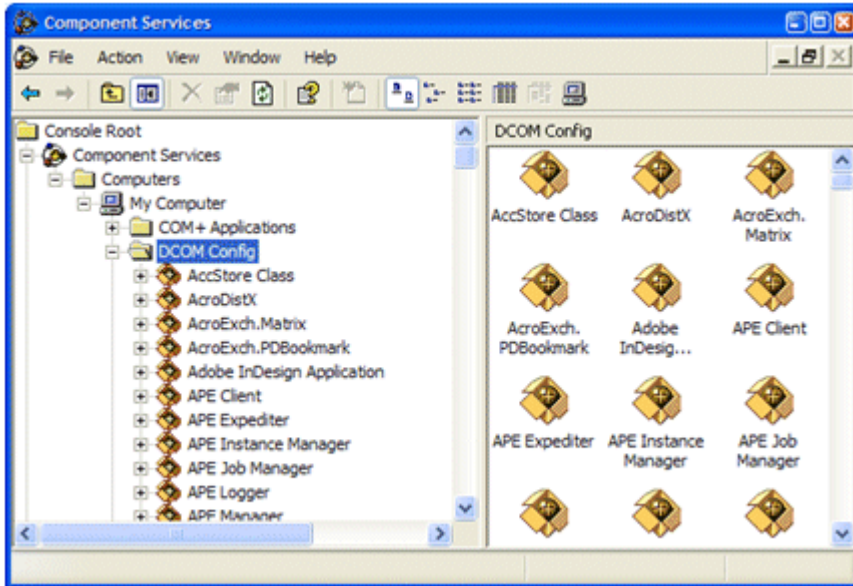 Component Services
File Action View Window Help
Console Root
Component Services
Computers
My Computer
COM+ Applications
DCOM Config
AccStore Class
AcroDistX
AcroExch.Matrix
AcroExch.PDBookmark
Adobe InDesign Application
APE Client
APE Expediter
APE Instance Manager
APE Job Manager
APE Logger
APE Manager
DCOM Config
AccStore Class AcroDistX AcroExch.
Matrix
AcroExch. Adobe APE Client
PDBookmark InDesig...
APE Expediter APE Instance APE Job
Manager Manager